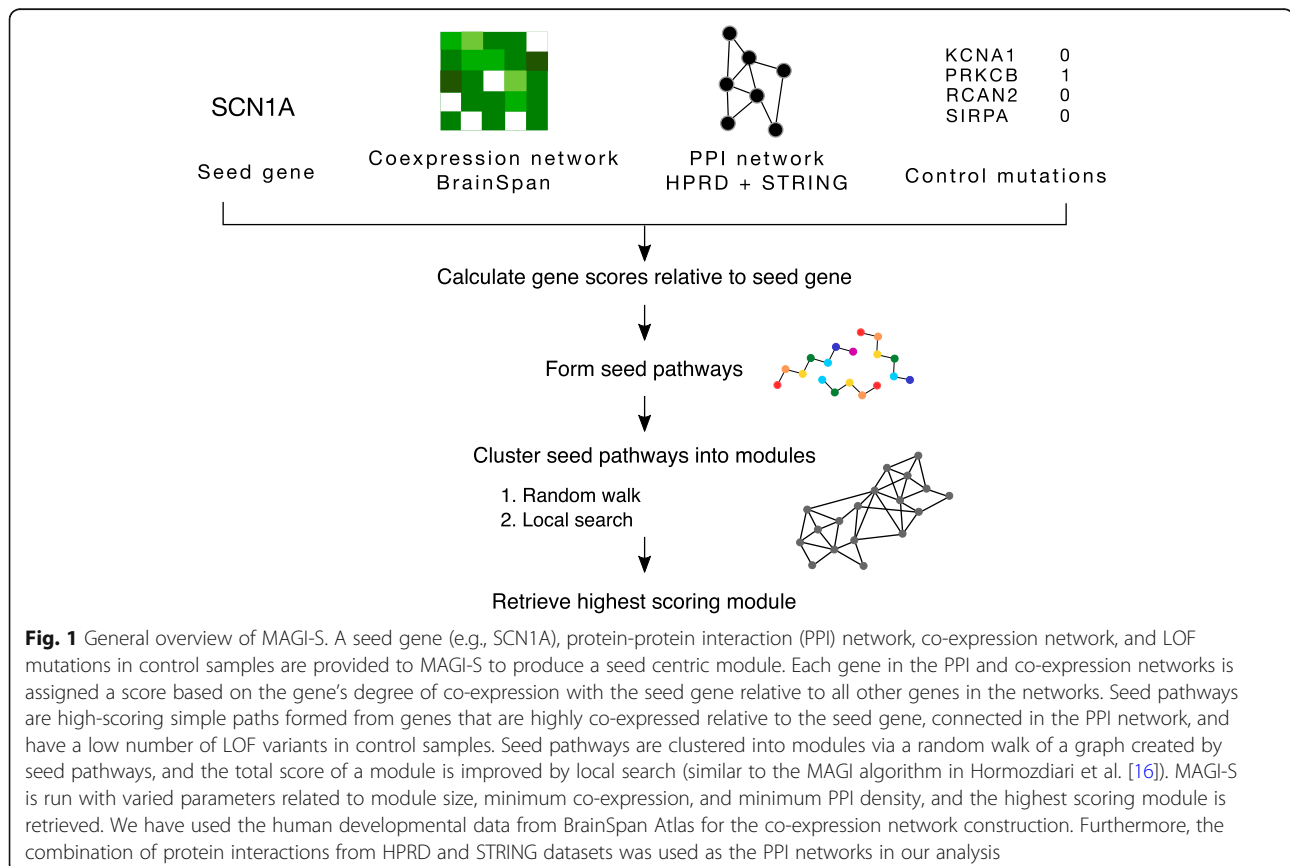 SCN1A
Seed gene
Coexpression network
BrainSpan
PPI network
HPRD + STRING
KCNA1 0
PRKCB 1
RCAN2 0
SIRPA 0
Control mutations
Calculate gene scores relative to seed gene
Form seed pathways
Cluster seed pathways into modules
1. Random walk
2. Local search
Retrieve highest scoring module
Fig. 1 General overview of MAGI-S. A seed gene (e.g., SCN1A), protein-protein interaction (PPI) network, co-expression network, and LOF
mutations in control samples are provided to MAGI-S to produce a seed centric module. Each gene in the PPI and co-expression networks is
assigned a score based on the gene's degree of co-expression with the seed gene relative to all other genes in the networks. Seed pathways
are high-scoring simple paths formed from genes that are highly co-expressed relative to the seed gene, connected in the PPI network, and
have a low number of LOF variants in control samples. Seed pathways are clustered into modules via a random walk of a graph created by
seed pathways, and the total score of a module is improved by local search (similar to the MAGI algorithm in Hormozdiari et al. [16]). MAGI-S
is run with varied parameters related to module size, minimum co-expression, and minimum PPI density, and the highest scoring module is
retrieved. We have used the human developmental data from BrainSpan Atlas for the co-expression network construction. Furthermore, the
combination of protein interactions from HPRD and STRING datasets was used as the PPI networks in our analysis